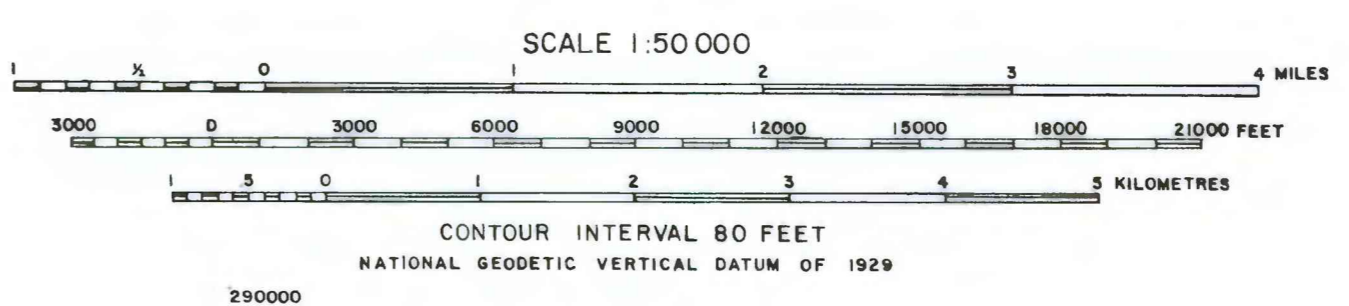 SCALE 1:50 000
1 ½ 0 1 2 3 4 MILES
3000 0 3000 6000 9000 12000 15000 18000 21000 FEET
1 .5 0 1 2 3 4 5 KILOMETRES
CONTOUR INTERVAL 80 FEET
NATIONAL GEODETIC VERTICAL DATUM OF 1929
290000